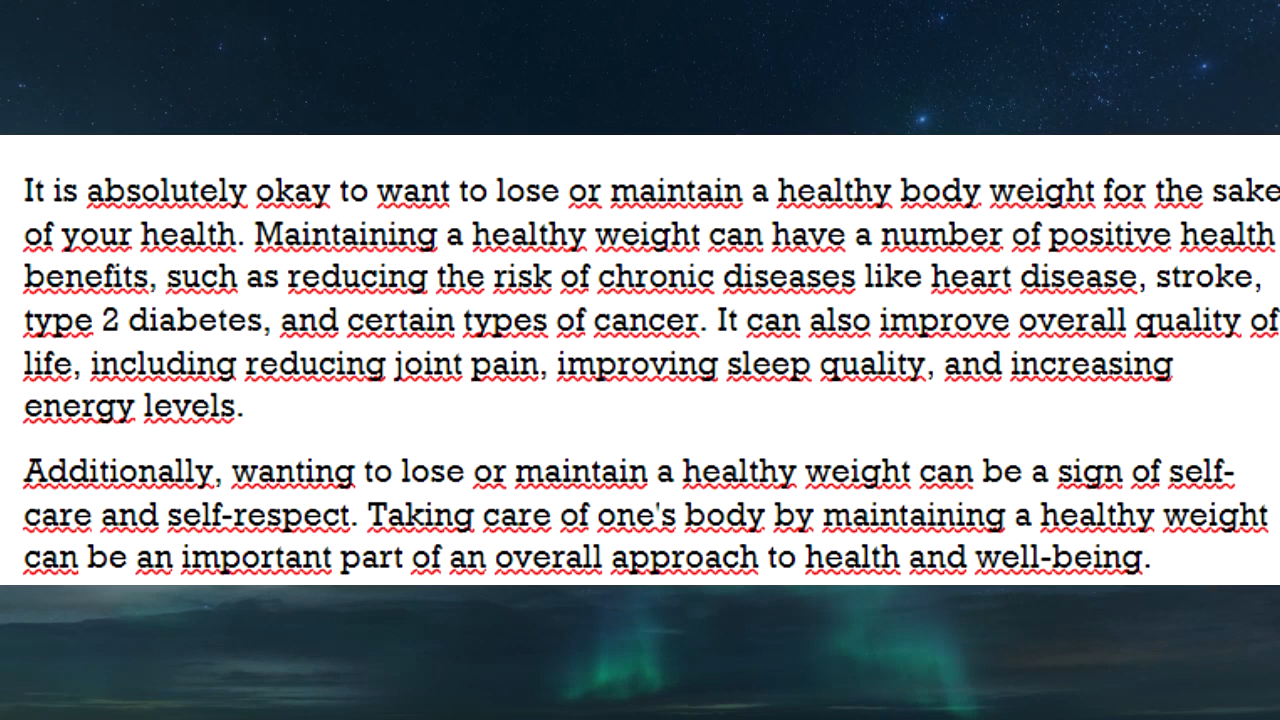 It is absolutely okay to want to lose or maintain a healthy body weight for the sake
of your health. Maintaining a healthy weight can have a number of positive health
benefits, such as reducing the risk of chronic diseases like heart disease, stroke,
type 2 diabetes, and certain types of cancer. It can also improve overall quality of
life, including reducing joint pain, improving sleep quality, and increasing
energy levels.
Additionally, wanting to lose or maintain a healthy weight can be a sign of self-
care and self-respect. Taking care of one's body by maintaining a healthy weight
can be an important part of an overall approach to health and well-being.